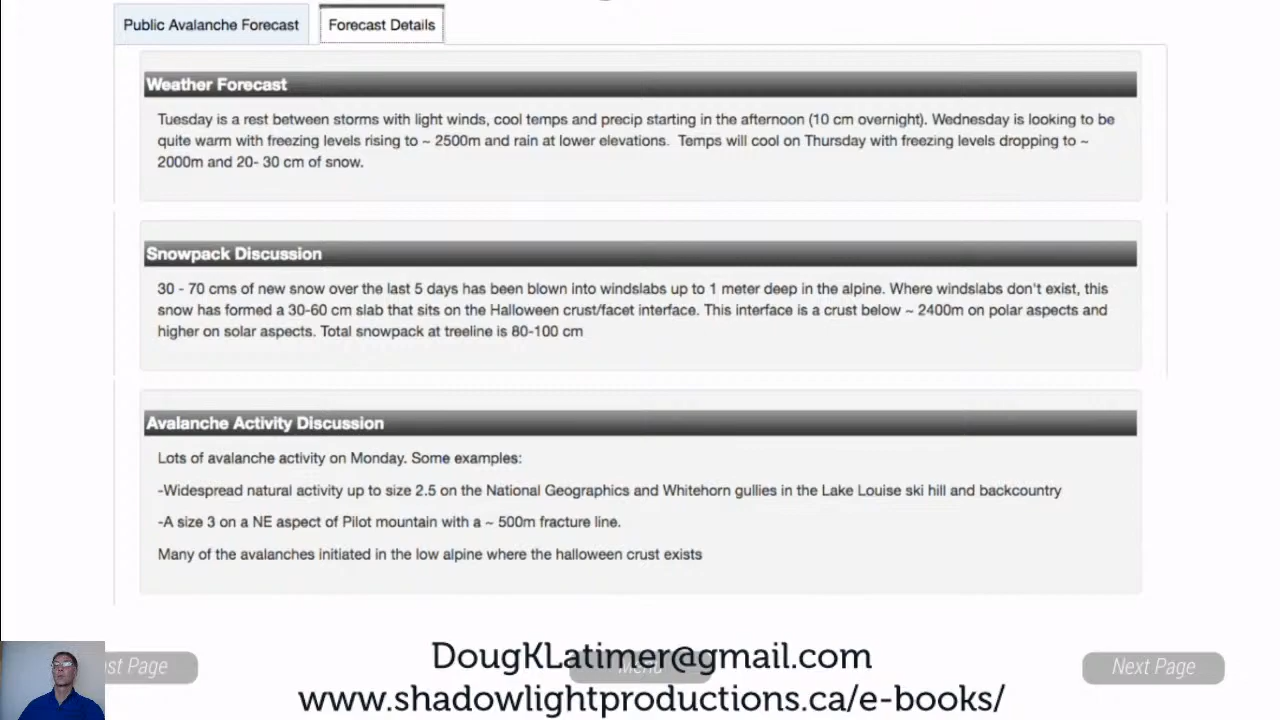 Public Avalanche Forecast
Forecast Details
Weather Forecast
Tuesday is a rest between storms with light winds, cool temps and precip starting in the afternoon (10 cm overnight). Wednesday is looking to be
quite warm with freezing levels rising to ~ 2500m and rain at lower elevations. Temps will cool on Thursday with freezing levels dropping to ~
2000m and 20- 30 cm of snow.
Snowpack Discussion
30 - 70 cms of new snow over the last 5 days has been blown into windslabs up to 1 meter deep in the alpine. Where windslabs don't exist, this
snow has formed a 30-60 cm slab that sits on the Halloween crust/facet interface. This interface is a crust below ~ 2400m on polar aspects and
higher on solar aspects. Total snowpack at treeline is 80-100 cm
Avalanche Activity Discussion
Lots of avalanche activity on Monday. Some examples:
-Widespread natural activity up to size 2.5 on the National Geographics and Whitehorn gullies in the Lake Louise ski hill and backcountry
-A size 3 on a NE aspect of Pilot mountain with a ~ 500m fracture line.
Many of the avalanches initiated in the low alpine where the halloween crust exists
st Page
Menu
Next Page
DougKLatimer@gmail.com
www.shadowlightproductions.ca/e-books/